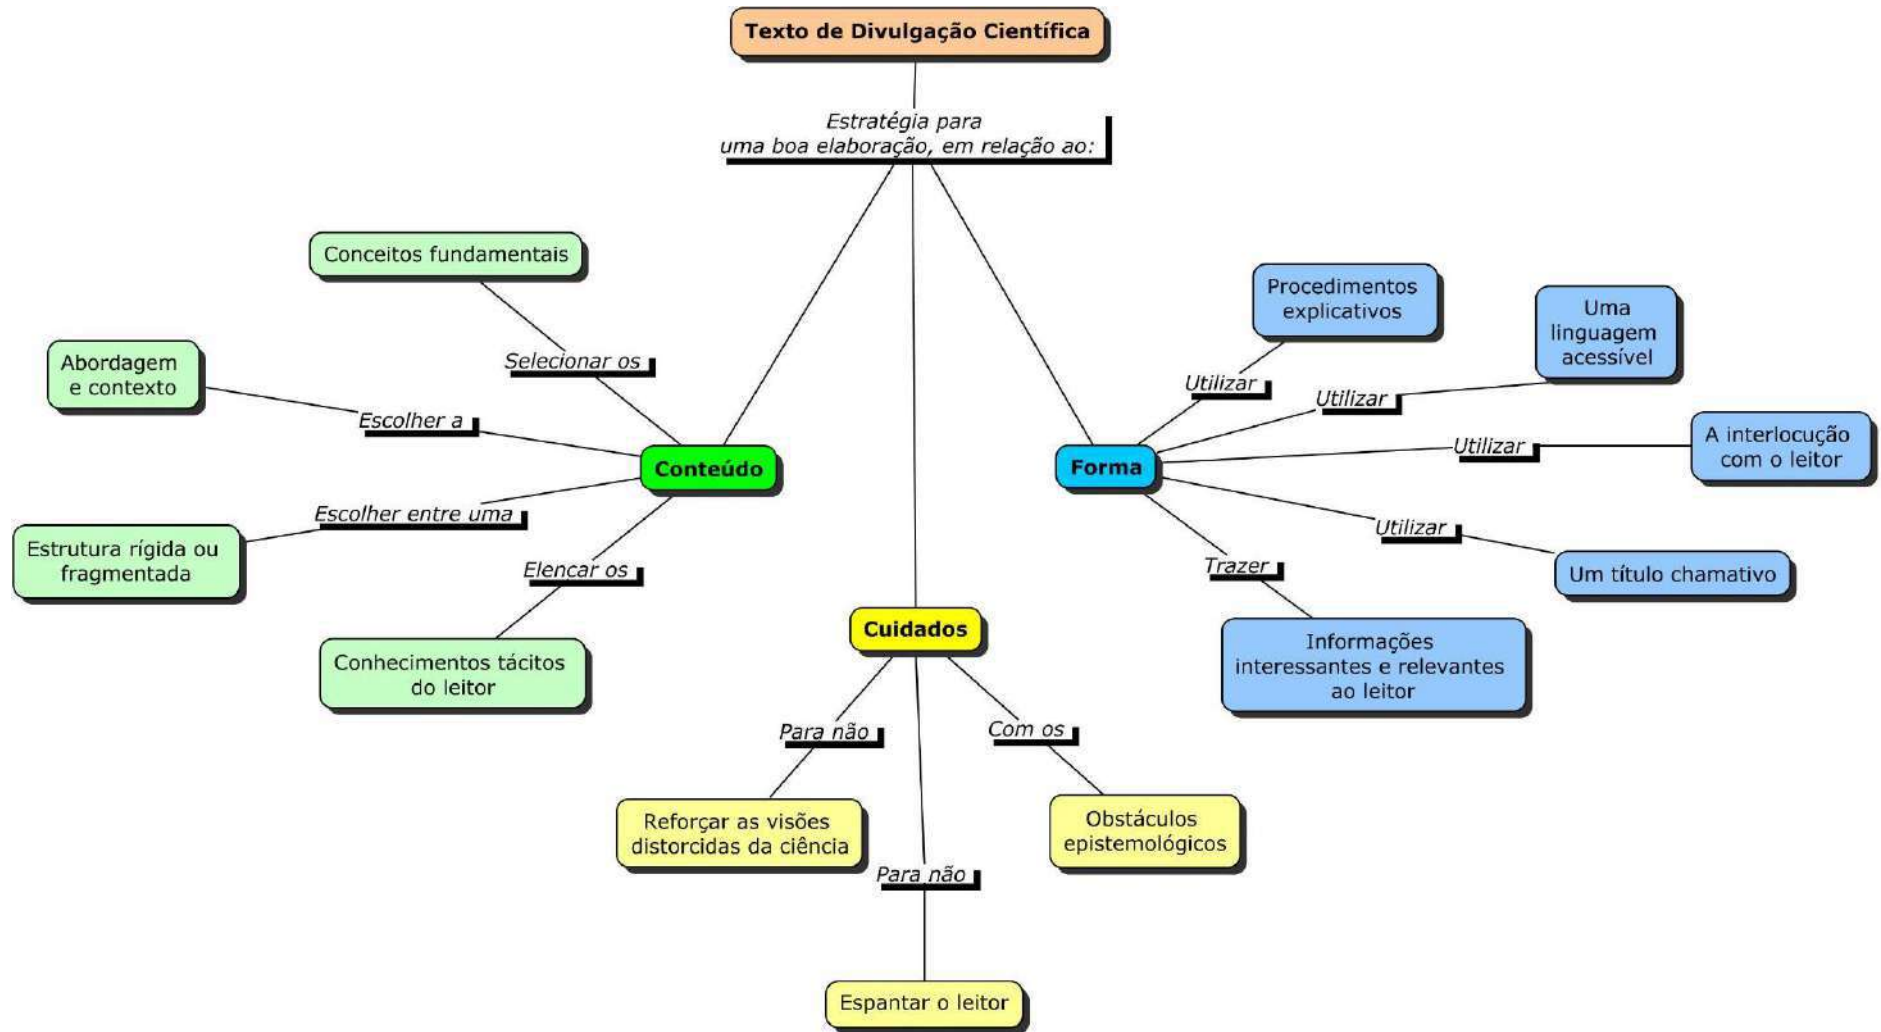 Texto de Divulgação Científica
Estratégia para
uma boa elaboração, em relação ao:
Conceitos fundamentais
Selecionar os
Abordagem
e contexto
Escolher a
Conteúdo
Escolher entre uma
Estrutura rígida ou
fragmentada
Elencar os
Conhecimentos tácitos
do leitor
Cuidados
Para não
Reforçar as visões
distorcidas da ciência
Para não
Espantar o leitor
Com os
Obstáculos
epistemológicos
Forma
Procedimentos
explicativos
Utilizar
Uma
linguagem
acessível
Utilizar
A interlocução
com o leitor
Utilizar
Utilizar
Um título chamativo
Trazer
Informações
interessantes e relevantes
ao leitor